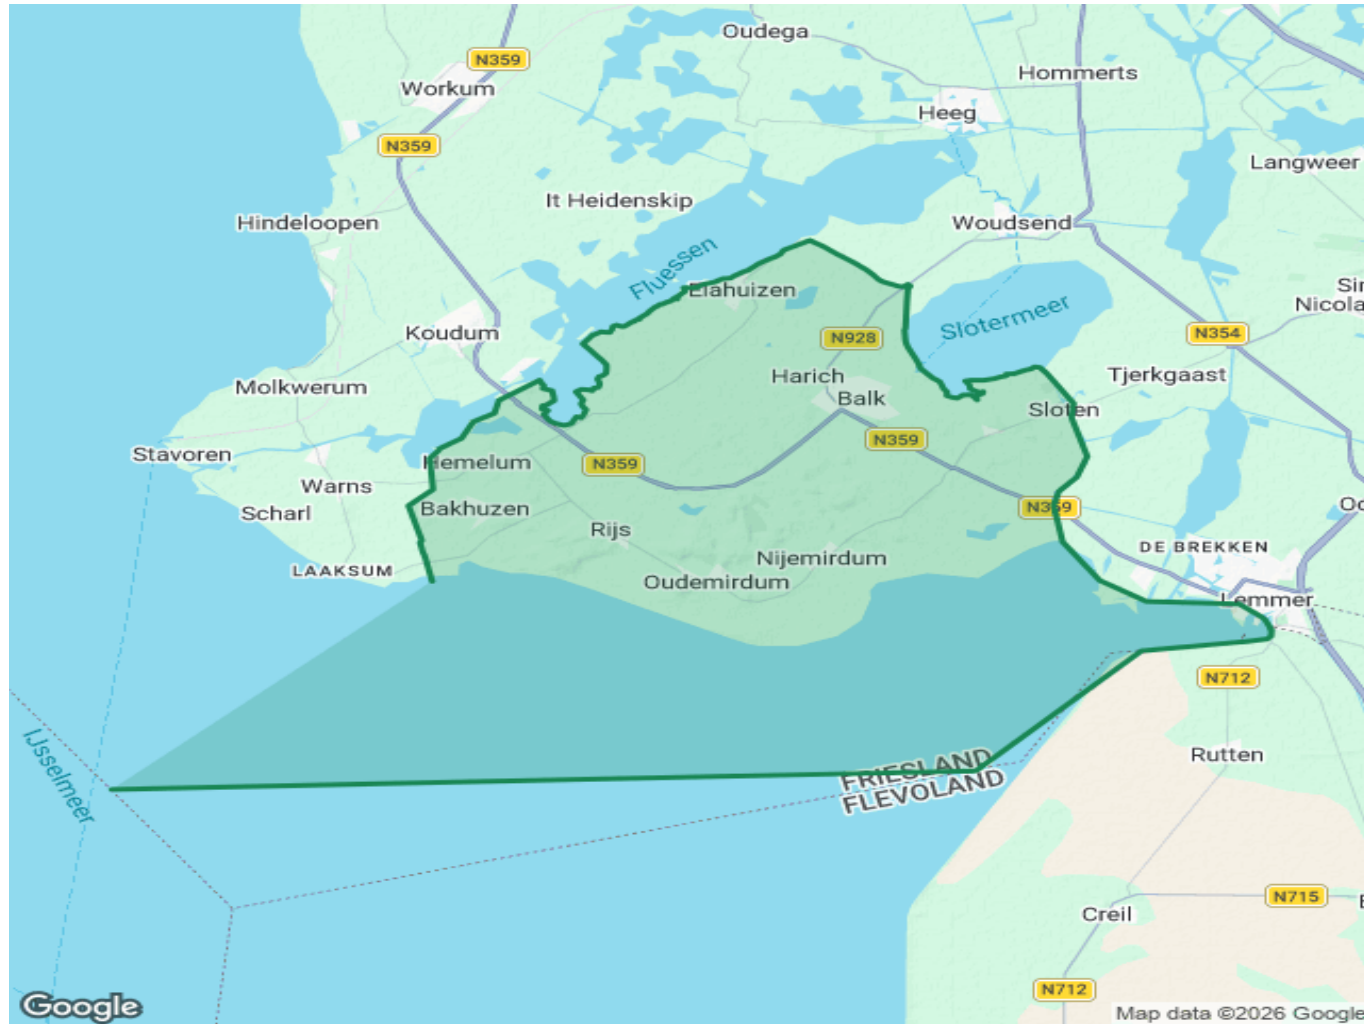 Oudega
N359
Hommerts
Workum
Heeg
N359
Langweer
It Heidenskip
Hindeloopen
Woudsend
Fluessen
Elahuizen
Sir
Nicola
Slotermeer
Koudum
N928
N354
Harich
Tjerkgaast
Molkwerum
Balk
Sloten
N359
Stavoren
Hemelum
N359
Warns
Bakhuzen
N359
Scharl
Rijs
DE BREKKEN
LAAKSUM
Nijemirdum
Oudemirdum
Lemmer
N712
IJsselmeer
FRIESLAND
FLEVOLAND
Rutten
N715
Creil
N712
Google
Map data ©2026 Google